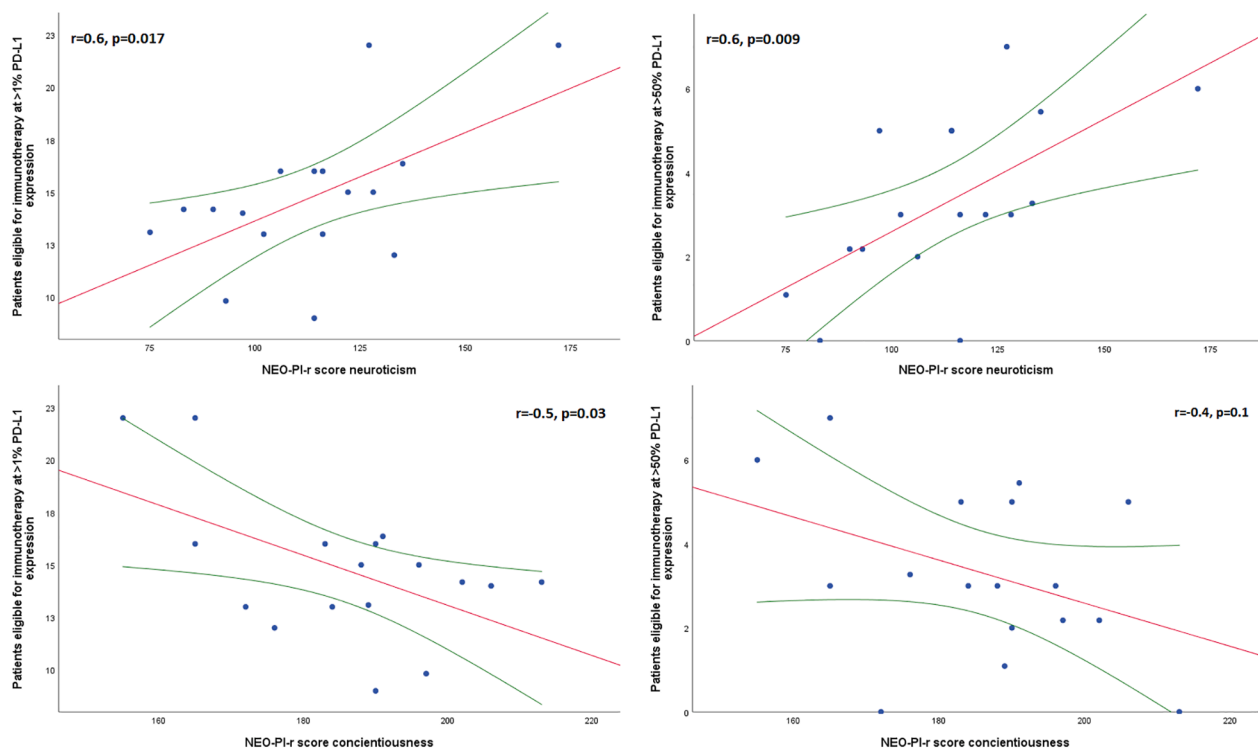 r=0.6, p=0.017
Patients eligible for immunotherapy at >1% PD-L1
expression
23
20
18
15
13
10
75
100
125
150
175
NEO-PI-r score neuroticism
r=0.6, p=0.009
Patients eligible for immunotherapy at >50% PD-L1
expression
6
4
2
0
75
100
125
150
175
NEO-PI-r score neuroticism
r=-0.5, p=0.03
Patients eligible for immunotherapy at >1% PD-L1
expression
23
20
18
15
13
10
160
180
200
220
NEO-PI-r score concientiousness
r=-0.4, p=0.1
Patients eligible for immunotherapy at >50% PD-L1
expression
6
4
2
0
160
180
200
220
NEO-PI-r score concientiousness